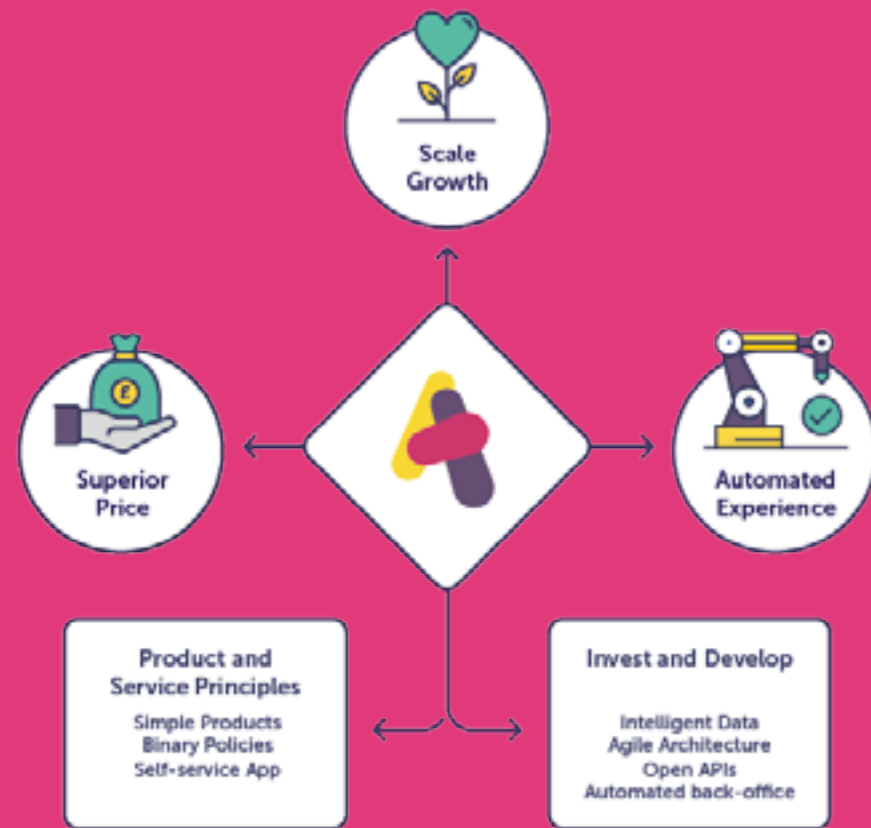 Scale
Growth
£
Superior
Price
Automated
Experience
Product and
Service Principles
Simple Products
Binary Policies
Self-service App
Invest and Develop
Intelligent Data
Agile Architecture
Open APIs
Automated back-office